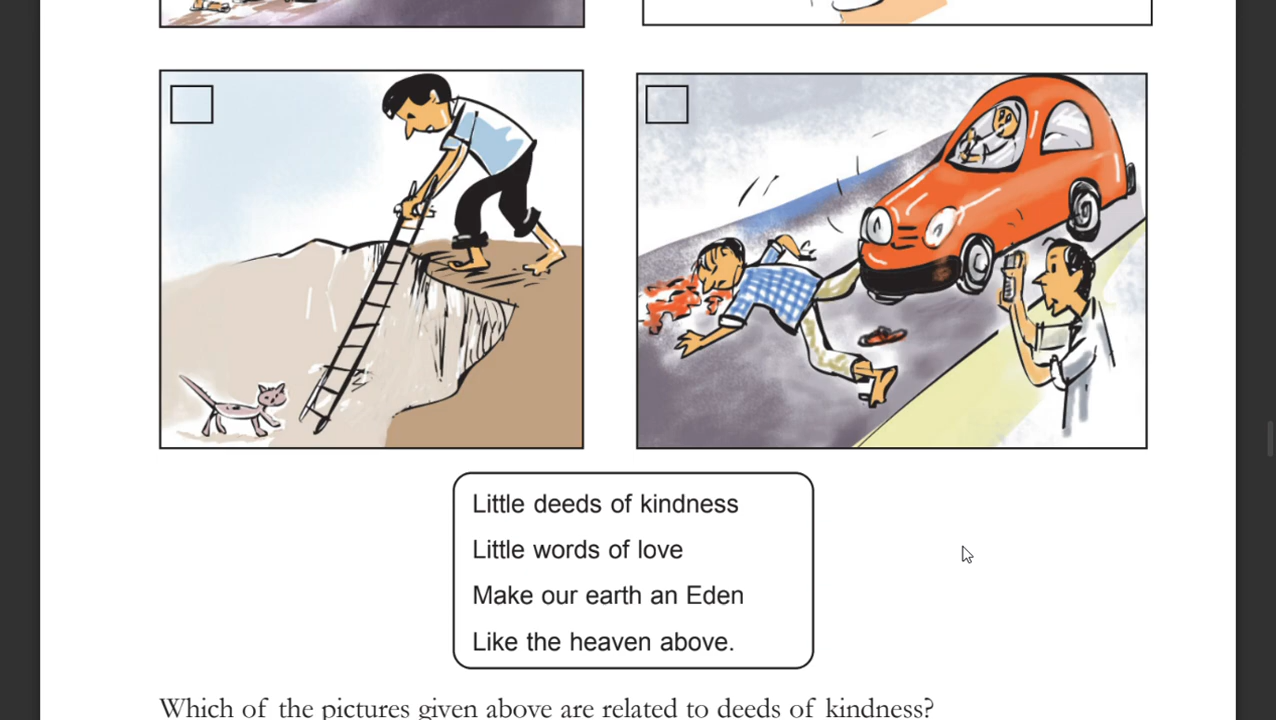 Little deeds of kindness
Little words of love
Make our earth an Eden
Like the heaven above.
Which of the pictures given above are related to deeds of kindness?